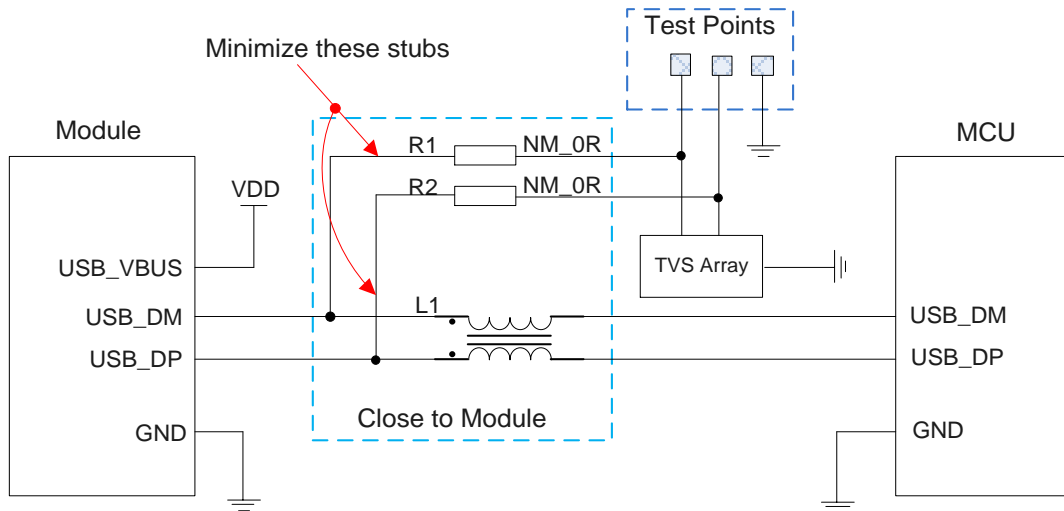 Test Points
Minimize these stubs
Module
MCU
R1
NM_0R
R2
NM_0R
VDD
TVS Array
USB_VBUS
USB_DM
L1
USB_DM
USB_DP
USB_DP
Close to Module
GND
GND